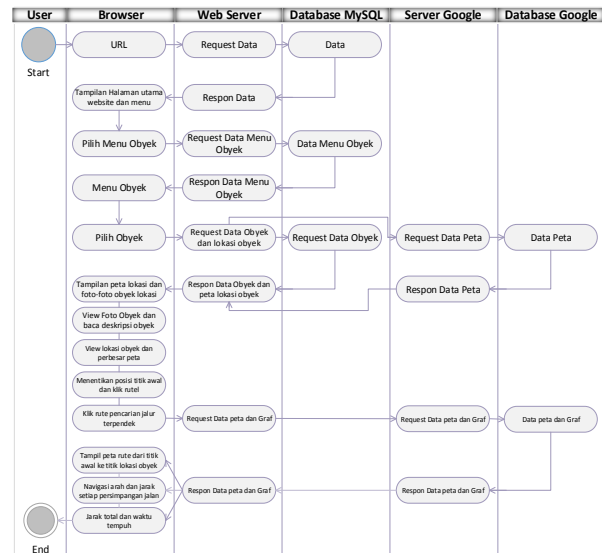 User Browser Web Server Database MySQL Server Google Database Google
URL Request Data Data
Start
Tampilan Halaman utama
website dan menu
Respon Data
Pilih Menu Obyek
Request Data Menu
Obyek
Data Menu Obyek
Menu Obyek
Respon Data Menu
Obyek
Pilih Obyek
Request Data Obyek
dan lokasi obyek
Request Data Obyek
Request Data Peta
Data Peta
Tampilan peta lokasi dan
foto-foto obyek lokasi
Respon Data Obyek dan
peta lokasi obyek
Respon Data Peta
View Foto Obyek dan
baca deskripsi obyek
View lokasi obyek dan
perbesar peta
Menentikan posisi titik awal
dan klik rutel
Klik rute pencarian jalur
terpendek
Request Data peta dan Graf
Request Data peta dan Graf
Data peta dan Graf
Tampil peta rute dari titik
awal ke titik lokasi obyek
Navigasi arah dan jarak
setiap persimpangan jalan
Respon Data peta dan Graf
Respon Data peta dan Graf
Jarak total dan waktu
tempuh
End